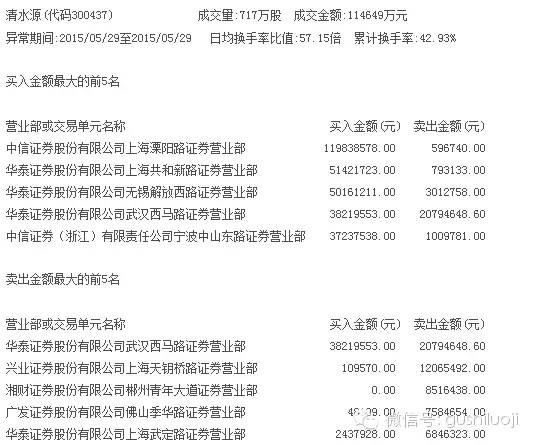 清水源(代码300437) 成交量:717万股 成交金额:114649万元
异常期间:2015/05/29至2015/05/29 日均换手率比值:57.15倍 累计换手率:42.93%
买入金额最大的前5名
营业部或交易单元名称 买入金额(元) 卖出金额(元)
中信证券股份有限公司上海溧阳路证券营业部 119838578.00 596740.00
华泰证券股份有限公司上海共和新路证券营业部 51421723.00 793133.00
华泰证券股份有限公司无锡解放西路证券营业部 50161211.00 3012758.00
华泰证券股份有限公司武汉西马路证券营业部 38219553.00 20794648.60
中信证券（浙江）有限责任公司宁波中山东路证券营业部 37237538.00 1009781.00
卖出金额最大的前5名
营业部或交易单元名称 买入金额(元) 卖出金额(元)
华泰证券股份有限公司武汉西马路证券营业部 38219553.00 20794648.60
兴业证券股份有限公司上海天钥桥路证券营业部 109570.00 12065492.00
湘财证券股份有限公司郴州青年大道证券营业部 0.00 8516438.00
广发证券股份有限公司佛山季华路证券营业部 7584654.00
华泰证券股份有限公司上海武定路证券营业部 2437928.00 6846323.00
微信号: gushiluoji